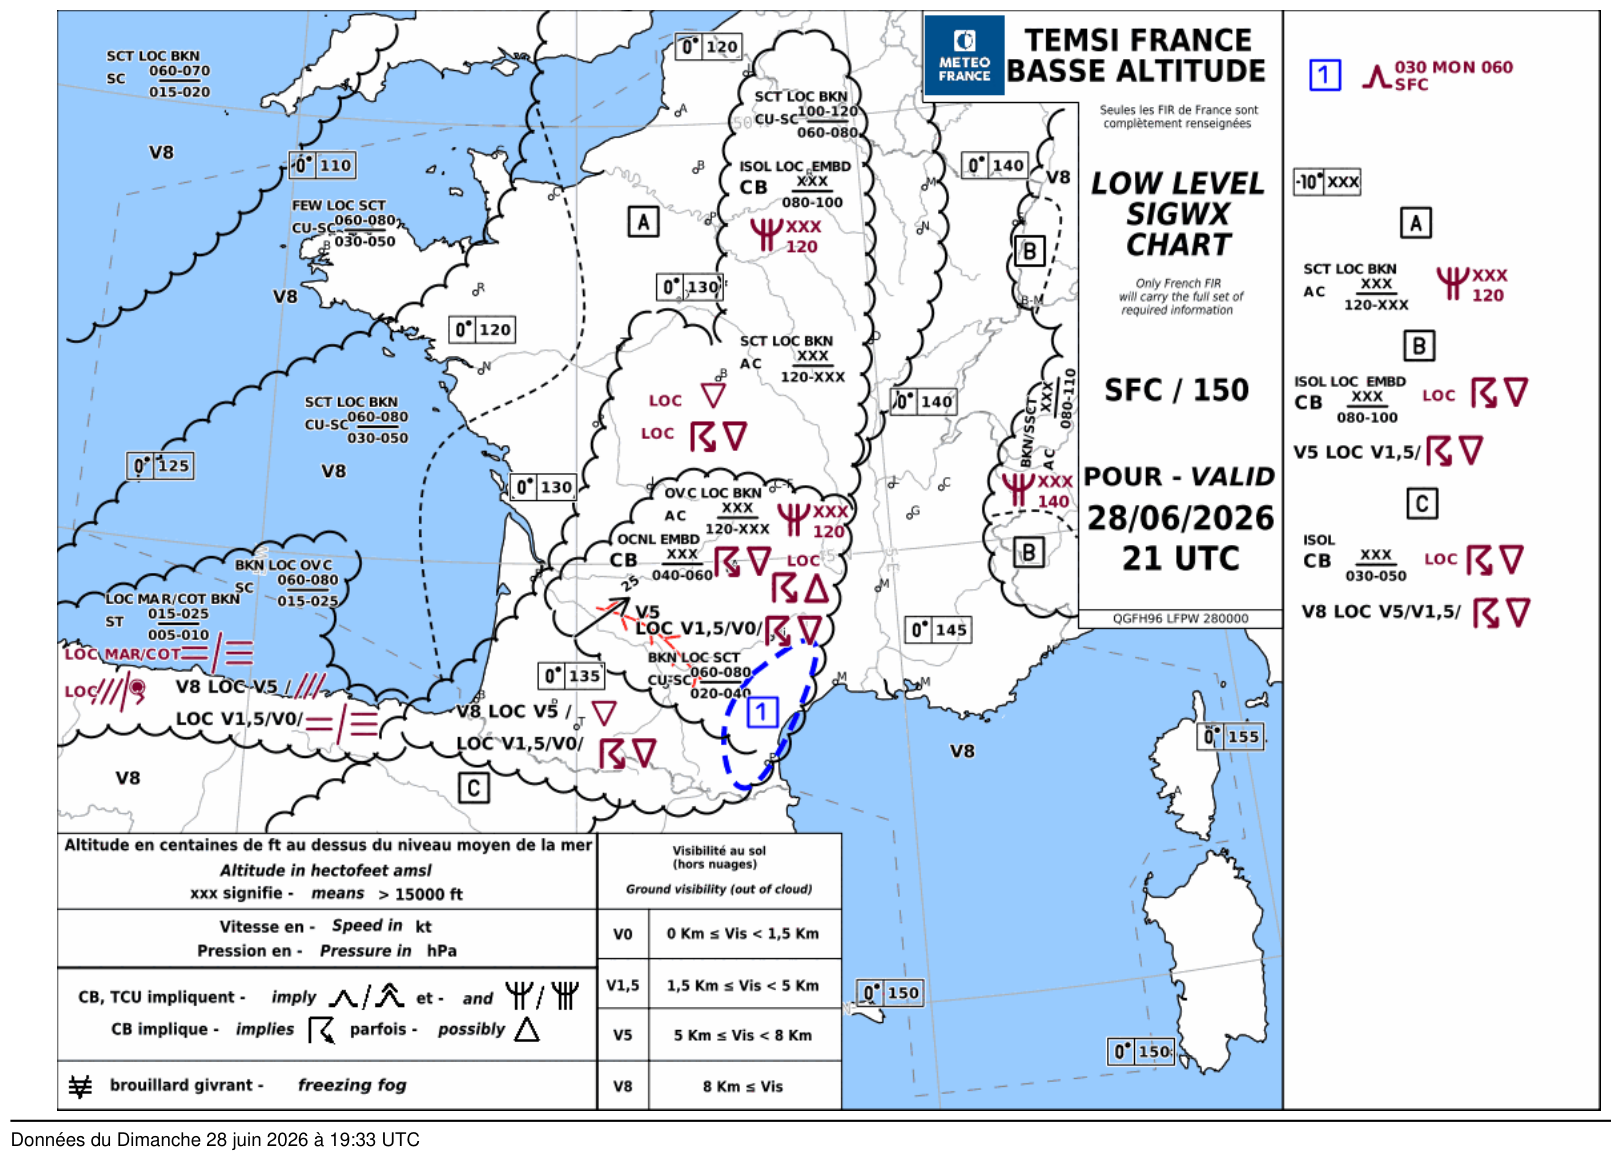 TEMSI FRANCE
BASSE ALTITUDE
METEO
FRANCE
Seules les FIR de France sont
complètement renseignées
LOW LEVEL
SIGWX
CHART
Only French FIR
will carry the full set of
required information
SFC / 150
POUR - VALID
28/06/2026
21 UTC
QGFH96 LFPW 280000
SCT LOC BKN
SC 060-070
015-020
V8
0° 110
FEW LOC SCT
CU-SC 060-080
030-050
V8
0° 120
SCT LOC BKN
CU-SC 060-080
030-050
V8
0° 125
0° 130
BKN LOC OVC
SC 060-080
015-025
LOC MAR/COT BKN
ST 015-025
005-010
LOC MAR/COT
LOC
V8 LOC V5 /
LOC V1,5/V0/
V8
0° 120
A
SCT LOC BKN
CU-SC 100-120
060-080
ISOL LOC EMBD
CB XXX
080-100
XXX
120
0° 130
SCT LOC BKN
AC XXX
120-XXX
LOC
LOC
0° 140
V8
B
0° 140
BKN/SSCT
AC XXX
080-110
XXX
140
B
OVC LOC BKN
AC XXX
120-XXX
XXX
120
OCNL EMBD
CB XXX
040-060
LOC
25
V5
LOC V1,5/V0/
BKN LOC SCT
CU-SC 060-080
020-040
1
0° 135
V8 LOC V5 /
LOC V1,5/V0/
C
0° 145
V8
0° 155
0° 150
0° 150
1
030 MON 060
SFC
-10° XXX
A
SCT LOC BKN
AC XXX
120-XXX
XXX
120
B
ISOL LOC EMBD
CB XXX
080-100
LOC
V5 LOC V1,5/
C
ISOL
CB XXX
030-050
LOC
V8 LOC V5/V1,5/
Altitude en centaines de ft au dessus du niveau moyen de la mer
Altitude in hectofeet amsl
xxx signifie - means > 15000 ft
Vitesse en - Speed in kt
Pression en - Pressure in hPa
CB, TCU impliquent - imply / et - and /
CB implique - implies parfois - possibly
brouillard givrant - freezing fog
Visibilité au sol
(hors nuages)
Ground visibility (out of cloud)
V0 0 Km ≤ Vis < 1,5 Km
V1,5 1,5 Km ≤ Vis < 5 Km
V5 5 Km ≤ Vis < 8 Km
V8 8 Km ≤ Vis
Données du Dimanche 28 juin 2026 à 19:33 UTC